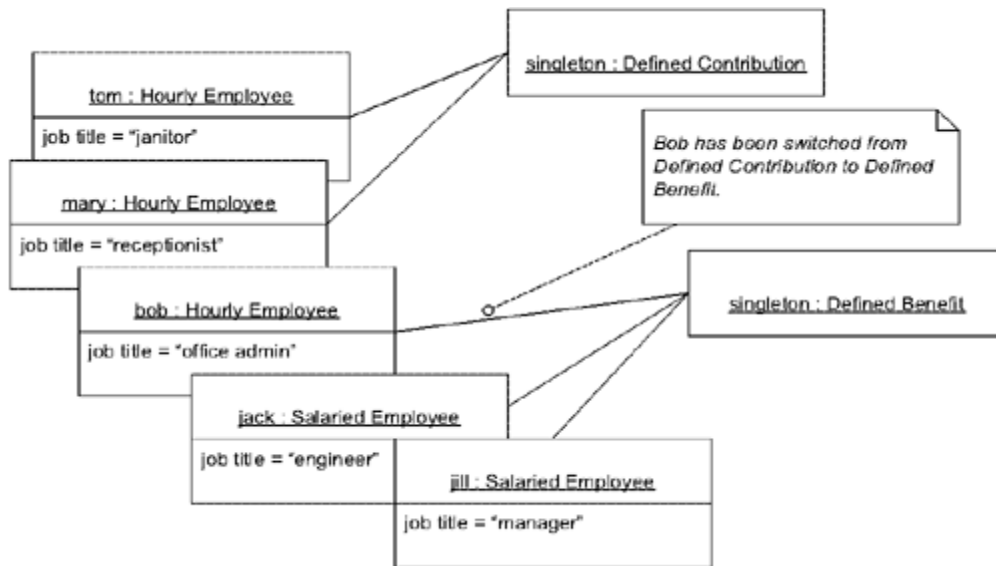 singleton : Defined Contribution
tom : Hourly Employee
job title = “janitor”
Bob has been switched from
Defined Contribution to Defined
Benefit.
mary : Hourly Employee
job title = “receptionist”
bob : Hourly Employee
job title = “office admin”
singleton : Defined Benefit
jack : Salaried Employee
job title = “engineer”
jill : Salaried Employee
job title = “manager”